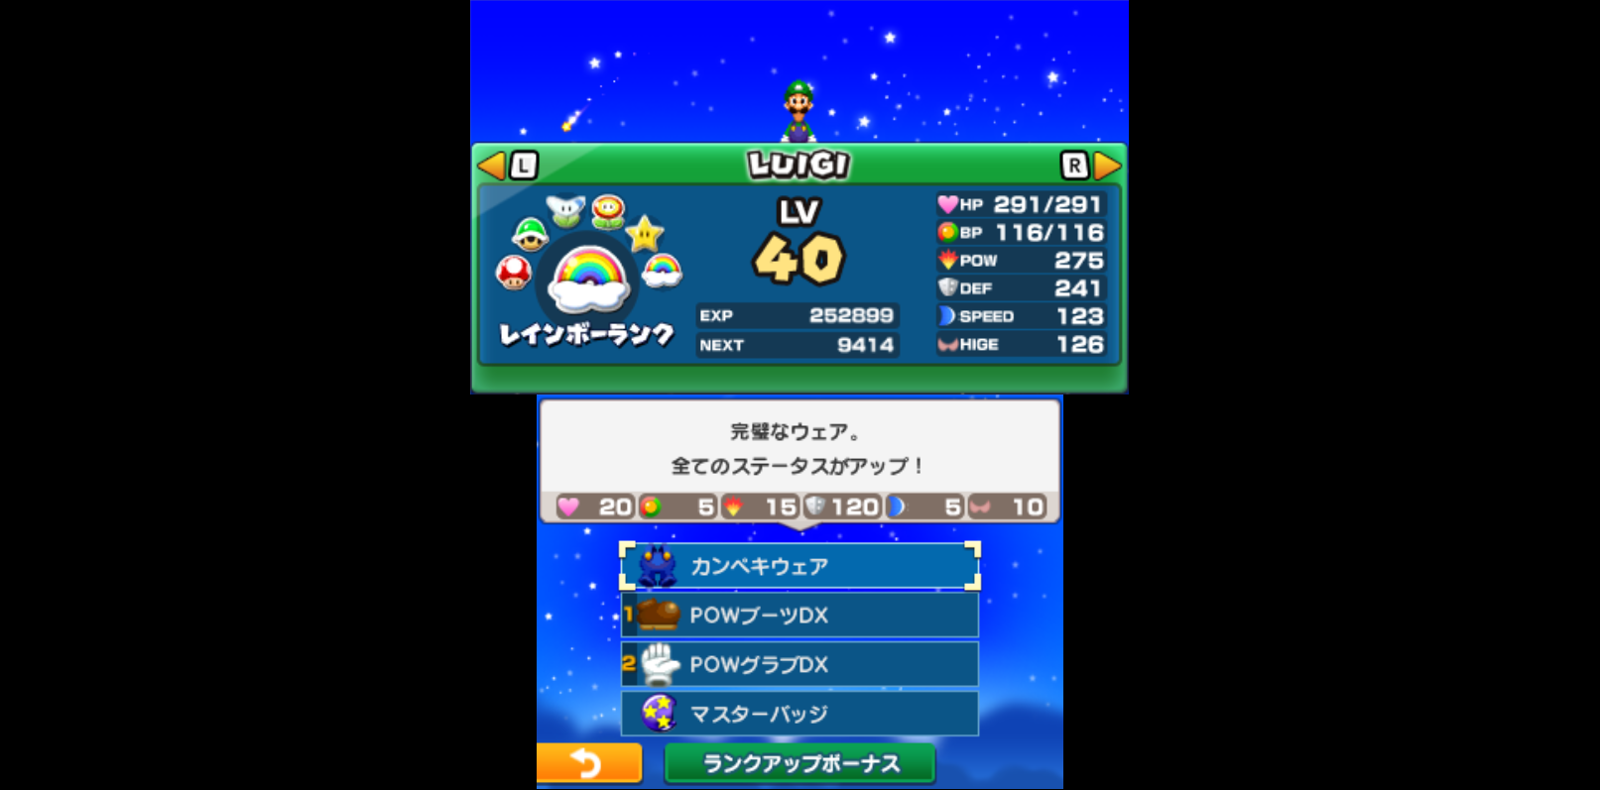 L
LUIGI
R
レインボーランク
LV
40
EXP 252899
NEXT 9414
HP 291/291
BP 116/116
POW 275
DEF 241
SPEED 123
HIGE 126
完璧なウェア。
全てのステータスがアップ！
20 5 15 120 5 10
カンペキウェア
1 POWブーツDX
2 POWグラブDX
マスターバッジ
ランクアップボーナス